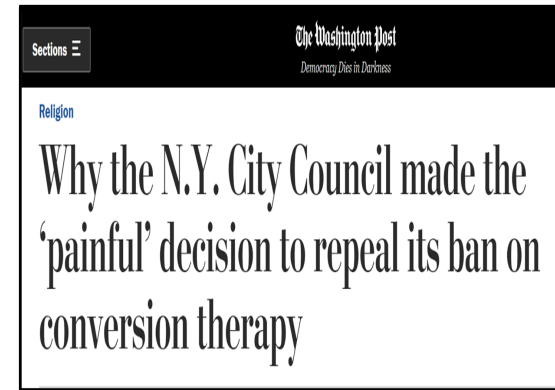 Sections
The Washington Post
Democracy Dies in Darkness
Religion
Why the N.Y. City Council made the
‘painful’ decision to repeal its ban on
conversion therapy